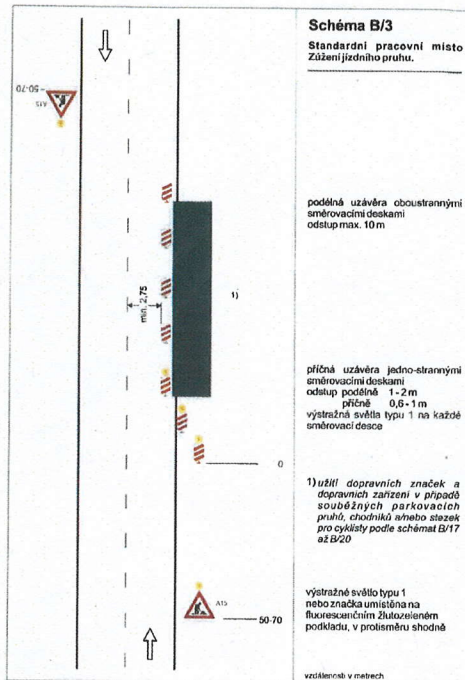 Schéma B/3
Standardní pracovní místo
Zúžení jízdního pruhu.
50-70
A15
podélná uzávěra oboustrannými
směrovacími deskami
odstup max. 10 m
1)
min. 2,75
příčná uzávěra jedno-strannými
směrovacími deskami
odstup podélně 1-2 m
příčně 0,6-1 m
výstražná světla typu 1 na každé
směrovací desce
0
1) užití dopravních značek a
dopravních zařízení v případě
souběžných parkovacích
pruhů, chodníků a/nebo stezek
pro cyklisty podle schémat B/17
až B/20
výstražné světlo typu 1
nebo značka umístěna na
fluorescenčním žlutozeleném
podkladu, v protisměru shodně
A15
50-70
vzdálenosti v metrech